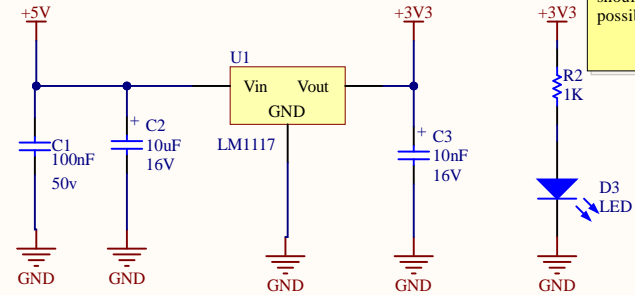 +5V
+3V3
+3V3
possib
U1
Vin
Vout
GND
LM1117
C1
100nF
50v
+
C2
10uF
16V
+
C3
10nF
16V
R2
1K
D3
LED
GND
GND
GND
GND
GND